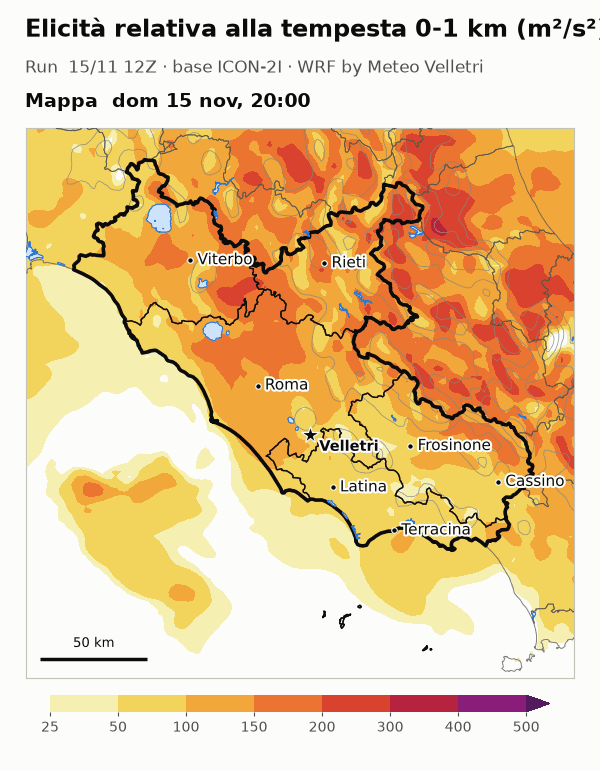 Elicità relativa alla tempesta 0-1 km (m²/s²)
Run 15/11 12Z · base ICON-2I · WRF by Meteo Velletri
Mappa dom 15 nov, 20:00
Viterbo
Rieti
Roma
Velletri
Frosinone
Latina
Cassino
Terracina
50 km
25 50 100 150 200 300 400 500